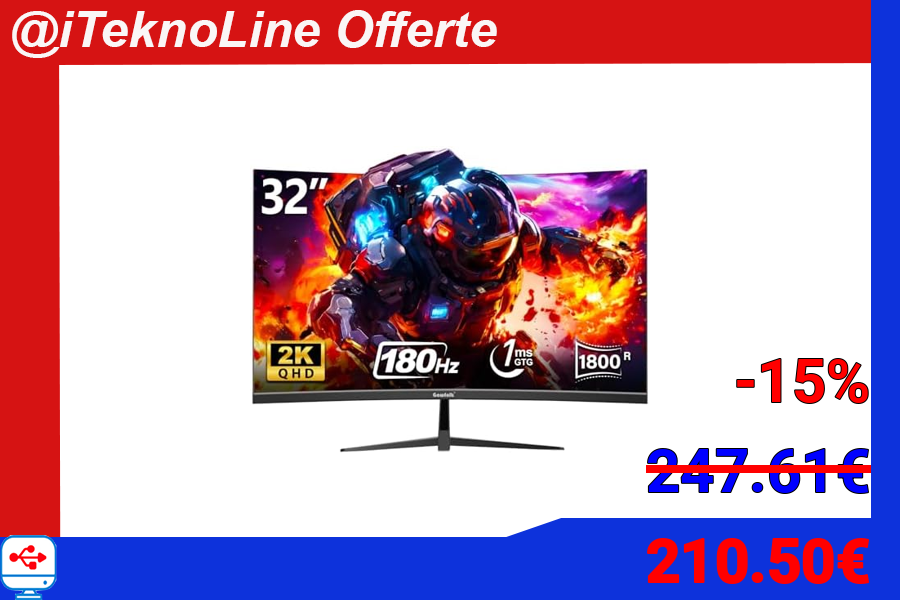 @iTeknoLine Offerte
32"
2K
QHD
180Hz
1ms
GTG
1800R
-15%
247.61€
210.50€